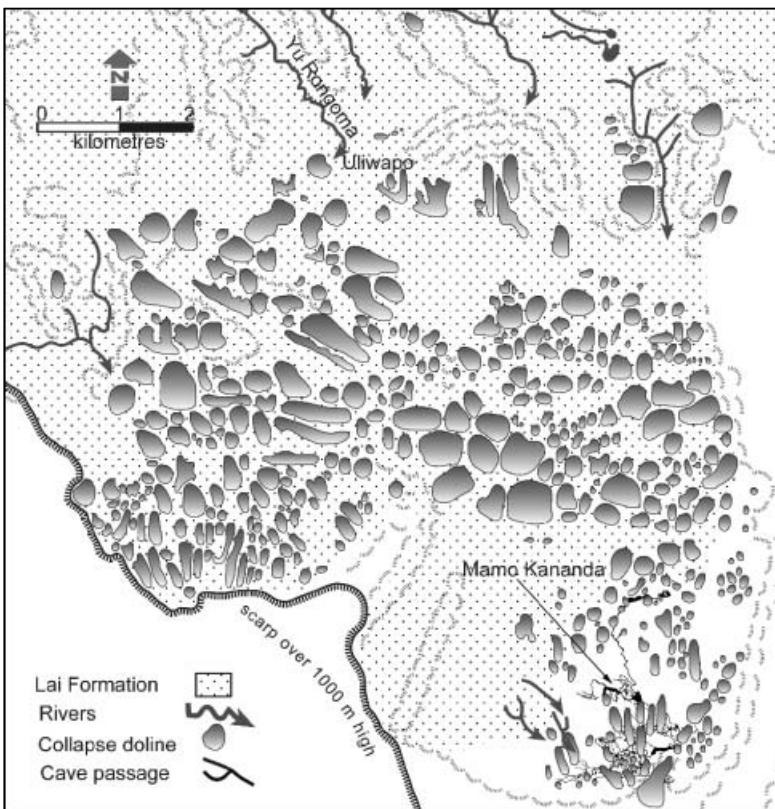 N
0 1 2
kilometres
Yu Rongoma
Uliwapo
Mamo Kananda
scarp over 1000 m high
Lai Formation
Rivers
Collapse doline
Cave passage